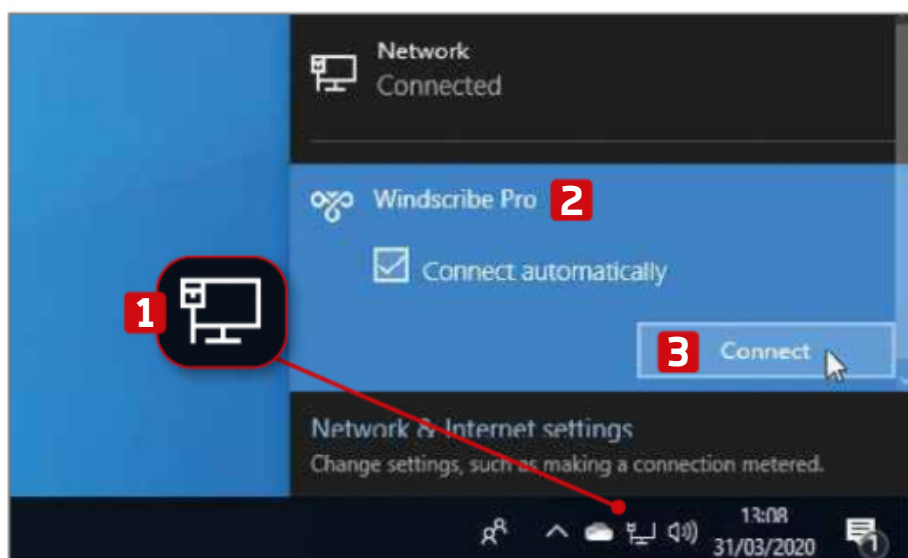 Network
Connected
Windscribe Pro 2
Connect automatically
1
3 Connect
Network & Internet settings
Change settings, such as making a connection metered.
13:08
31/03/2020
1